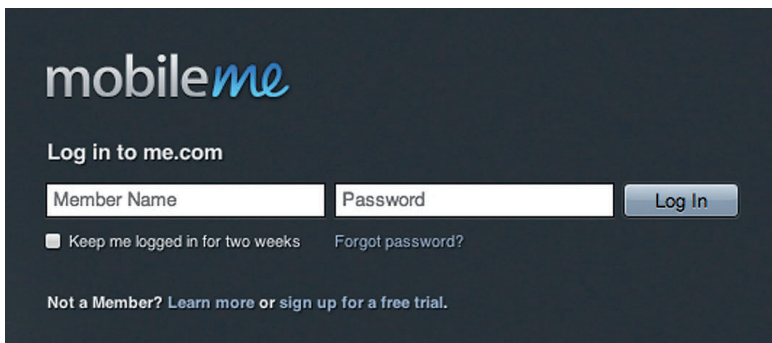 mobileme
Log in to me.com
Member Name Password Log In
Keep me logged in for two weeks Forgot password?
Not a Member? Learn more or sign up for a free trial.